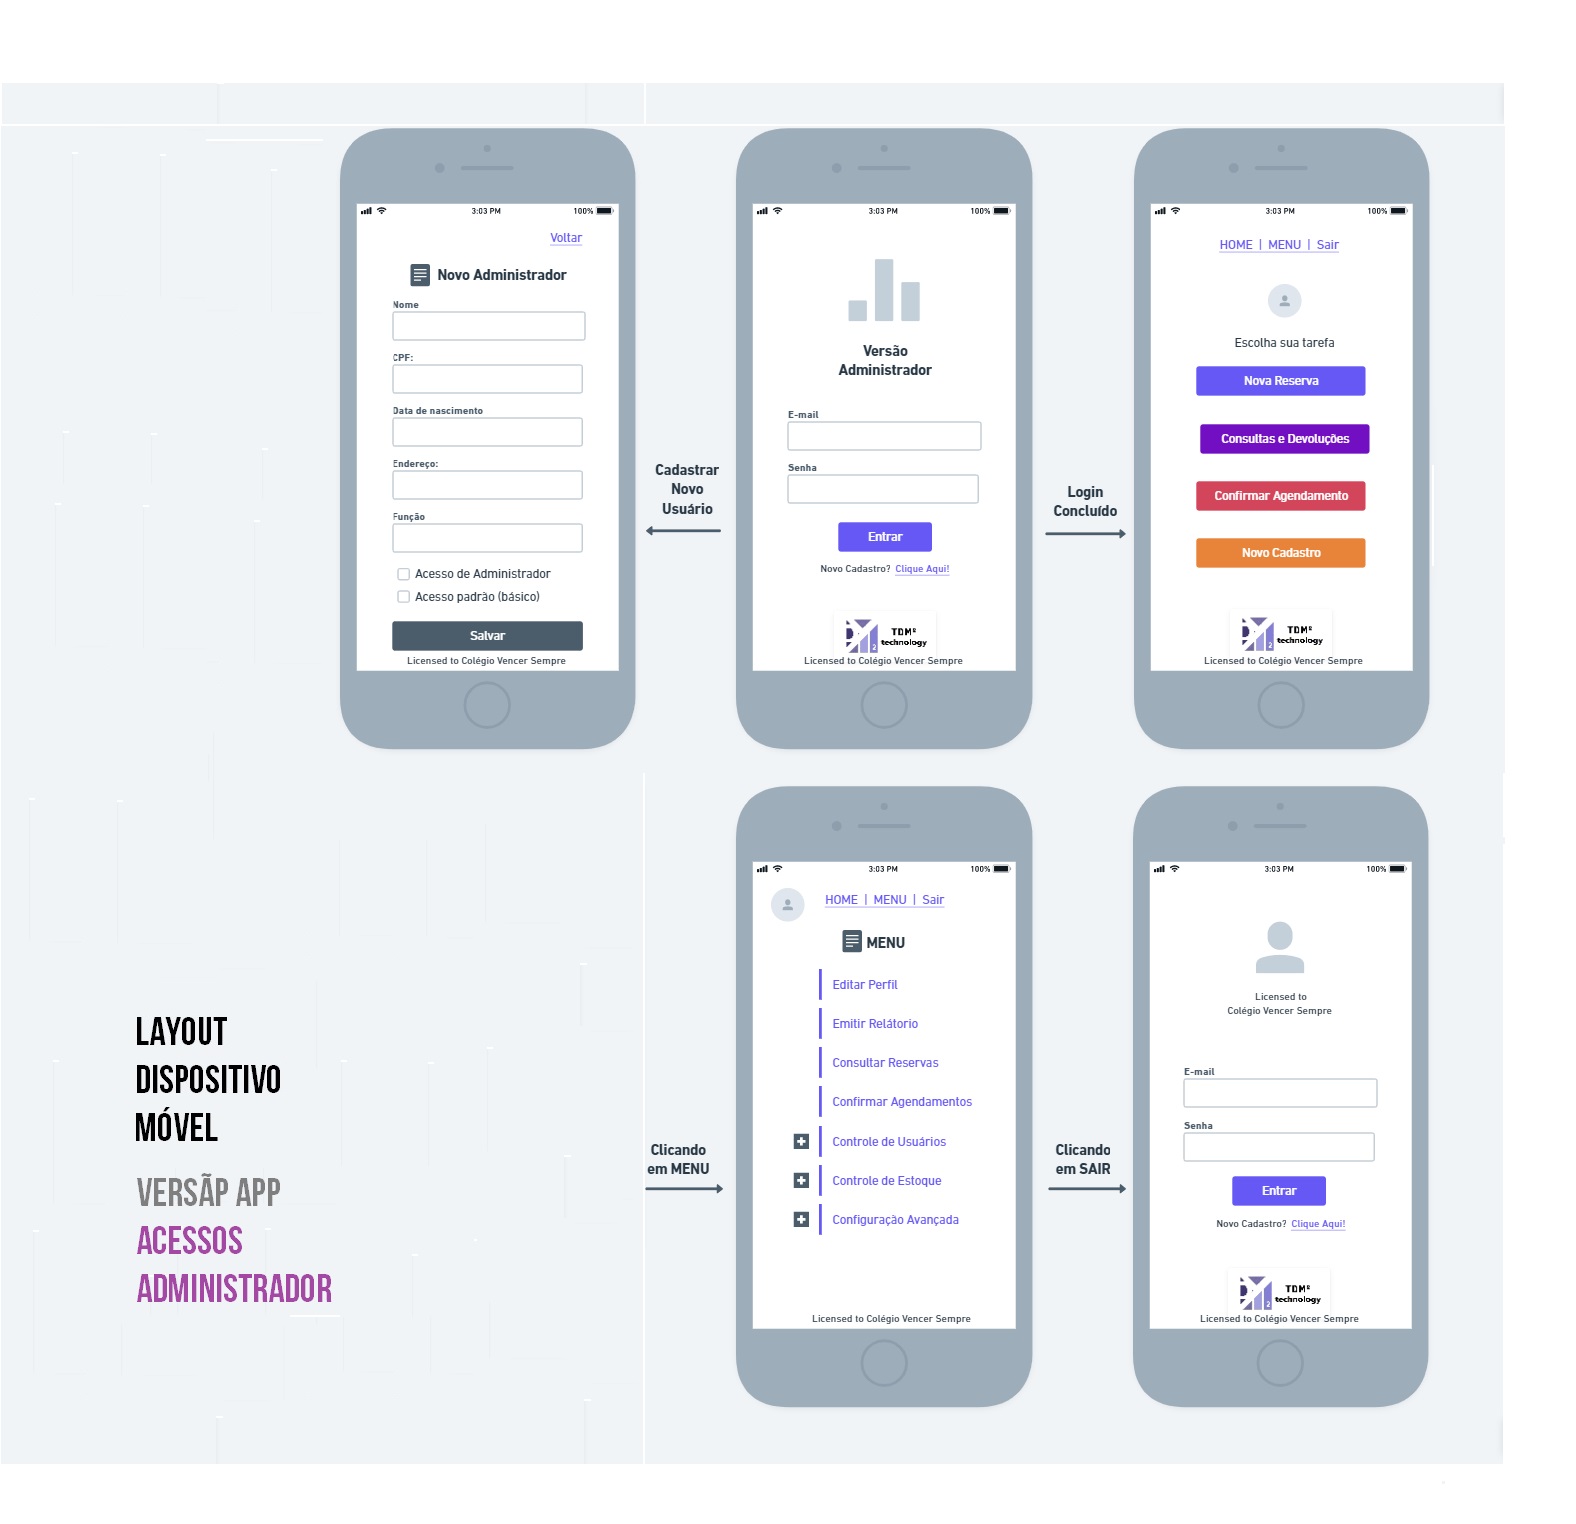 3:03 PM 100%
Voltar
Novo Administrador
Nome
CPF:
Data de nascimento
Endereço:
Função
Acesso de Administrador
Acesso padrão (básico)
Salvar
Licensed to Colégio Vencer Sempre
Cadastrar
Novo
Usuário
3:03 PM 100%
Versão
Administrador
E-mail
Senha
Entrar
Novo Cadastro? Clique Aqui!
TDM²
technology
Licensed to Colégio Vencer Sempre
Login
Concluído
3:03 PM 100%
HOME | MENU | Sair
Escolha sua tarefa
Nova Reserva
Consultas e Devoluções
Confirmar Agendamento
Novo Cadastro
TDM²
technology
Licensed to Colégio Vencer Sempre
LAYOUT
DISPOSITIVO
MÓVEL
VERSÃP APP
ACESSOS
ADMINISTRADOR
Clicando
em MENU
3:03 PM 100%
HOME | MENU | Sair
MENU
Editar Perfil
Emitir Relátorio
Consultar Reservas
Confirmar Agendamentos
Controle de Usuários
Controle de Estoque
Configuração Avançada
Licensed to Colégio Vencer Sempre
Clicando
em SAIR
3:03 PM 100%
Licensed to
Colégio Vencer Sempre
E-mail
Senha
Entrar
Novo Cadastro? Clique Aqui!
TDM²
technology
Licensed to Colégio Vencer Sempre